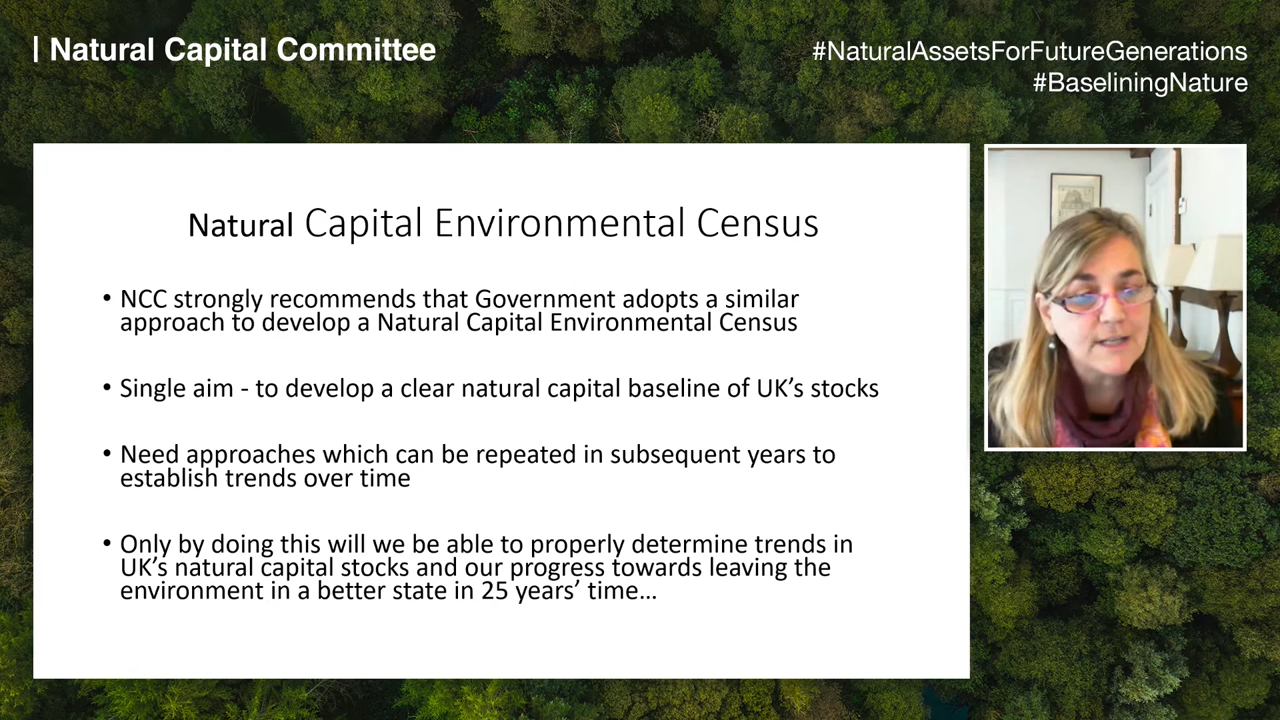 | Natural Capital Committee
#NaturalAssetsForFutureGenerations
#BaseliningNature
Natural Capital Environmental Census
• NCC strongly recommends that Government adopts a similar
approach to develop a Natural Capital Environmental Census
• Single aim - to develop a clear natural capital baseline of UK’s stocks
• Need approaches which can be repeated in subsequent years to
establish trends over time
• Only by doing this will we be able to properly determine trends in
UK’s natural capital stocks and our progress towards leaving the
environment in a better state in 25 years’ time…